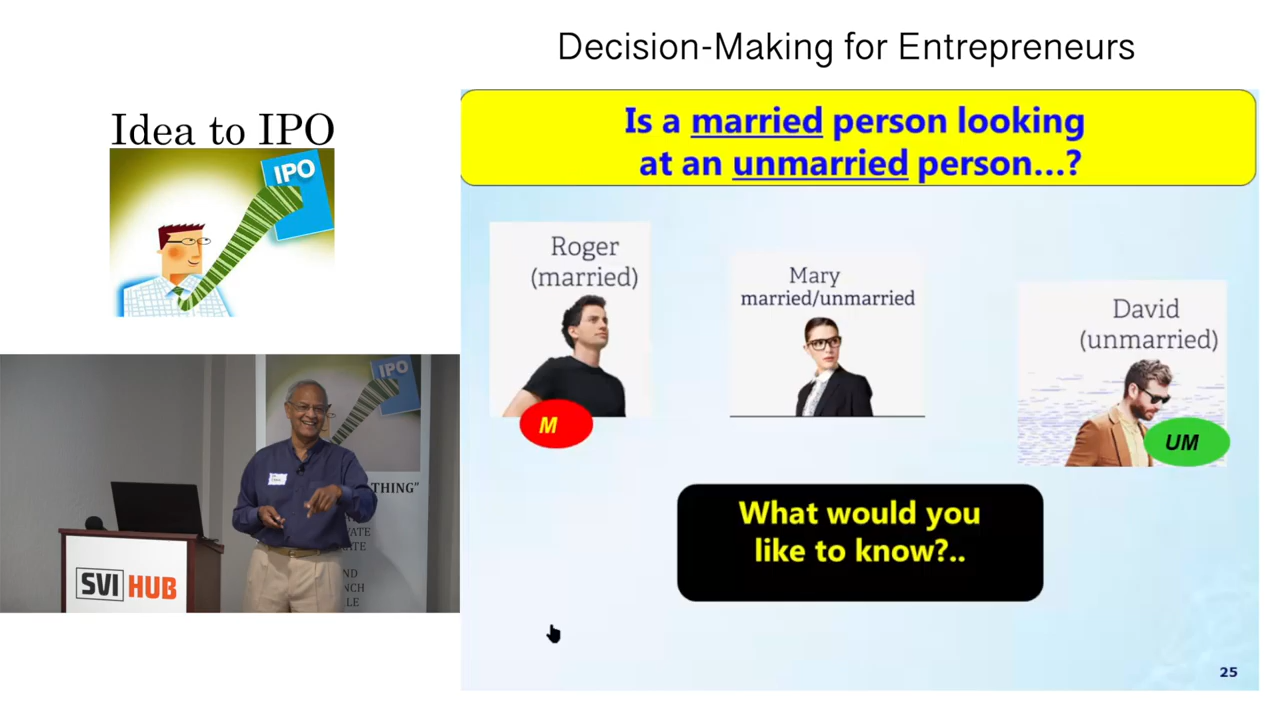 Decision-Making for Entrepreneurs
Idea to IPO
IPO
Is a married person looking
at an unmarried person...?
Roger
(married)
M
Mary
married/unmarried
David
(unmarried)
UM
What would you
like to know?..
25
IPO
THING"
SVI HUB